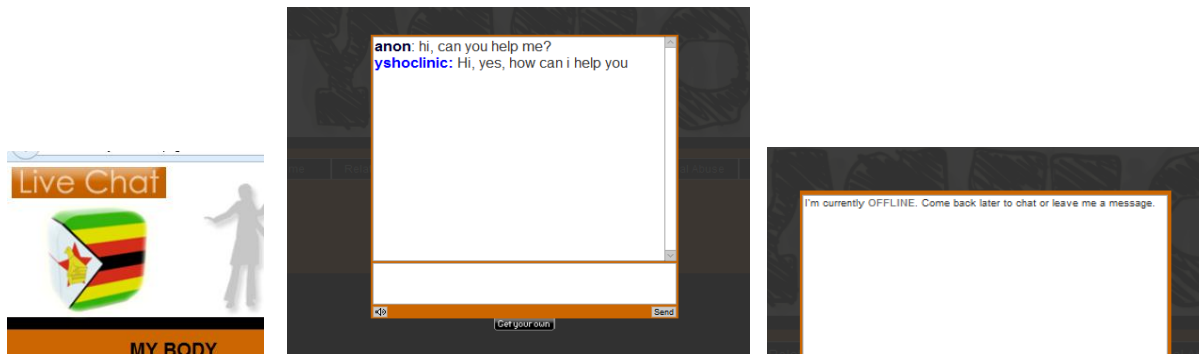 Live Chat
MY BODY
anon: hi, can you help me?
yshoclinic: Hi, yes, how can i help you
Send
Get your own
I'm currently OFFLINE. Come back later to chat or leave me a message.